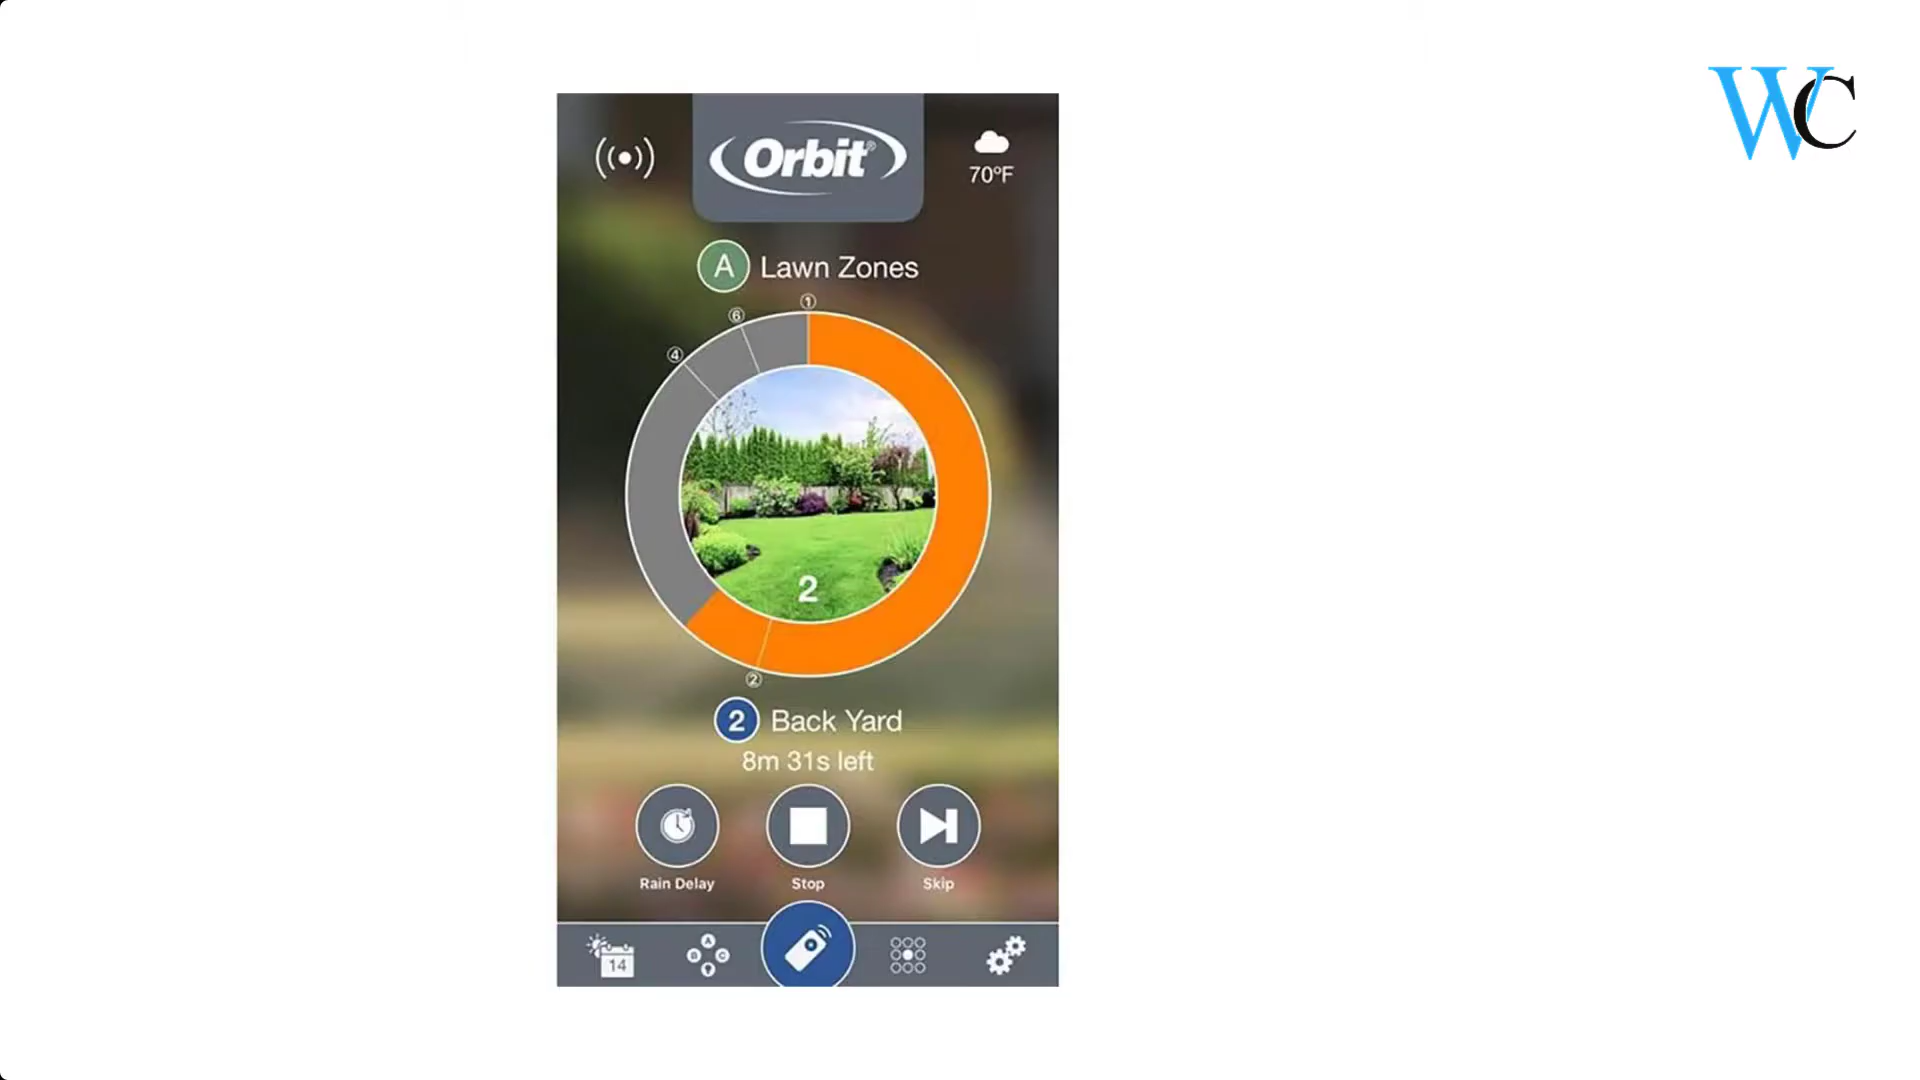 WC
Orbit®
70°F
A Lawn Zones
1
6
4
2
2
2 Back Yard
8m 31s left
Rain Delay
Stop
Skip
14
A
B C